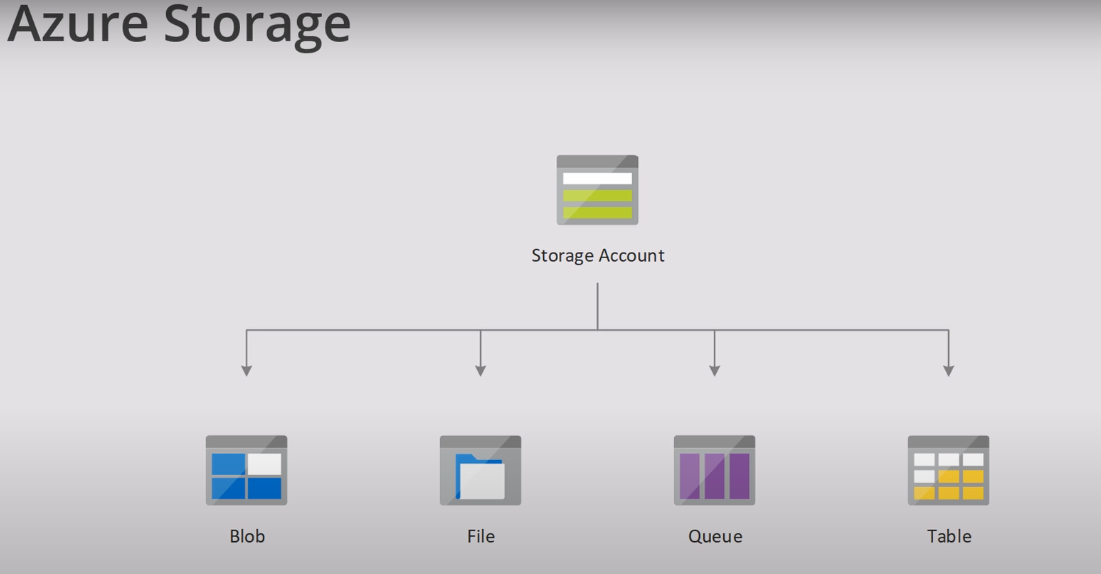 Azure Storage
Storage Account
Blob
File
Queue
Table